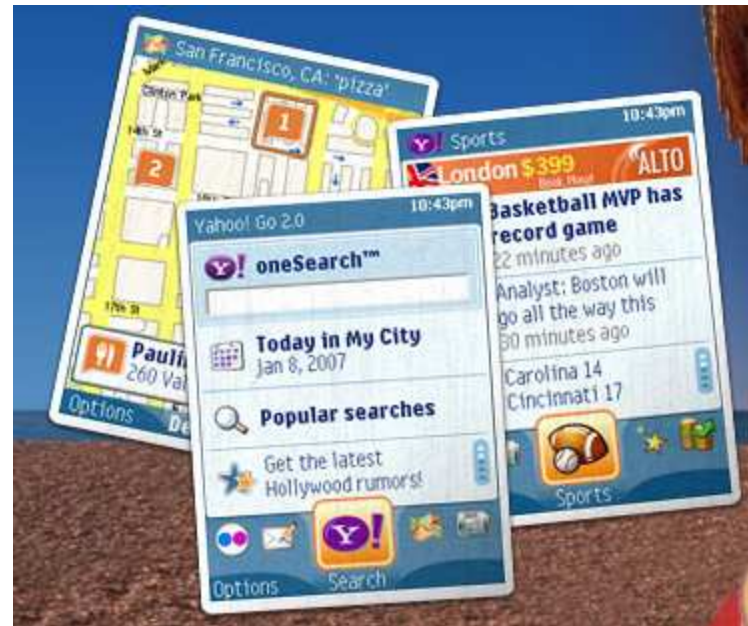 San Francisco, CA: "pizza"
Clinton Park
14th St
1
2
17th St
260
Options
10:43pm
Y! Sports
London $399
ALTO
Basketball MVP has
record game
22 minutes ago
Analyst: Boston will
go all the way this
30 minutes ago
Carolina 14
Cincinnati 17
Sports
Yahoo! Go 2.0
10:43pm
Y! oneSearch™
Today in My City
Jan 8, 2007
Popular searches
Get the latest
Hollywood rumors!
Y!
Options
Search